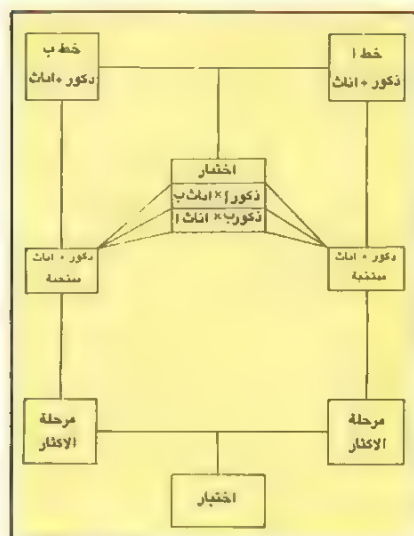 خط ا
ذكور + اناث
خط ب
ذكور + اناث
اختبار
ذكور أ × اناث ب
ذكور ب × اناث أ
ذكور + اناث
منتخبة
ذكور + اناث
منتخبة
مرحلة
الاكثار
مرحلة
الاكثار
اختبار